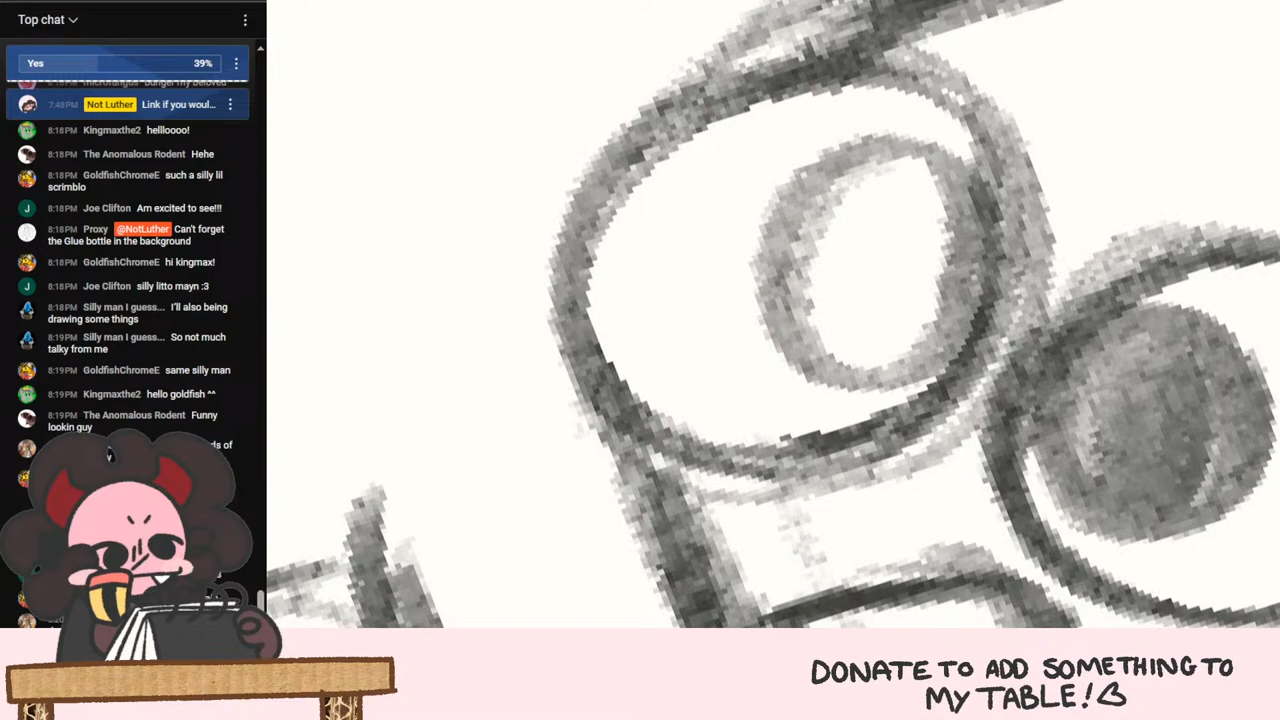 Top chat
Yes 39%
7:48PM Not Luther Link if you woul...
8:18PM Kingmaxthe2 hellloooo!
8:18PM The Anomalous Rodent Hehe
8:18PM GoldfishChromeE such a silly lil
scrimblo
8:18PM Joe Clifton Am excited to see!!!
8:18PM Proxy @NotLuther Can't forget
the Glue bottle in the background
8:18PM GoldfishChromeE hi kingmax!
8:18PM Joe Clifton silly litto mayn :3
8:18PM Silly man I guess... I'll also being
drawing some things
8:19PM Silly man I guess... So not much
talky from me
8:19PM GoldfishChromeE same silly man
8:19PM Kingmaxthe2 hello goldfish ^^
8:19PM The Anomalous Rodent Funny
lookin guy
DONATE TO ADD SOMETHING TO
MY TABLE!